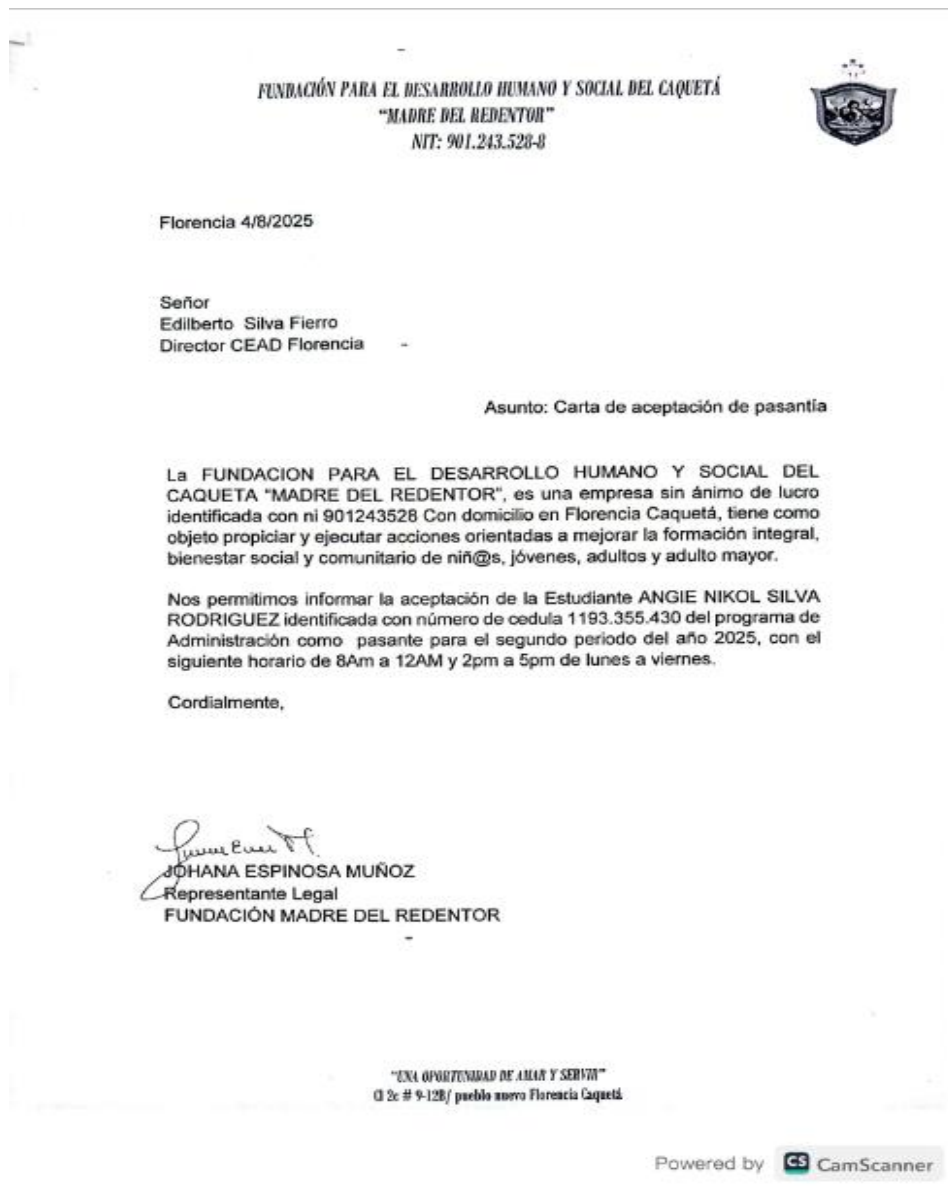 FUNDACIÓN PARA EL DESARROLLO HUMANO Y SOCIAL DEL CAQUETÁ
“MADRE DEL REDENTOR”
NIT: 901.243.528-8
Florencia 4/8/2025
Señor
Edilberto Silva Fierro
Director CEAD Florencia
Asunto: Carta de aceptación de pasantía
La FUNDACION PARA EL DESARROLLO HUMANO Y SOCIAL DEL
CAQUETA "MADRE DEL REDENTOR", es una empresa sin ánimo de lucro
identificada con ni 901243528 Con domicilio en Florencia Caquetá, tiene como
objeto propiciar y ejecutar acciones orientadas a mejorar la formación integral,
bienestar social y comunitario de niñ@s, jóvenes, adultos y adulto mayor.
Nos permitimos informar la aceptación de la Estudiante ANGIE NIKOL SILVA
RODRIGUEZ identificada con número de cedula 1193.355.430 del programa de
Administración como pasante para el segundo periodo del año 2025, con el
siguiente horario de 8Am a 12AM y 2pm a 5pm de lunes a viernes.
Cordialmente,
JOHANA ESPINOSA MUÑOZ
Representante Legal
FUNDACIÓN MADRE DEL REDENTOR
"UNA OPORTUNIDAD DE AMAR Y SERVIR"
Cl 2c # 9-12B/ pueblo nuevo Florencia Caquetá
Powered by CS CamScanner